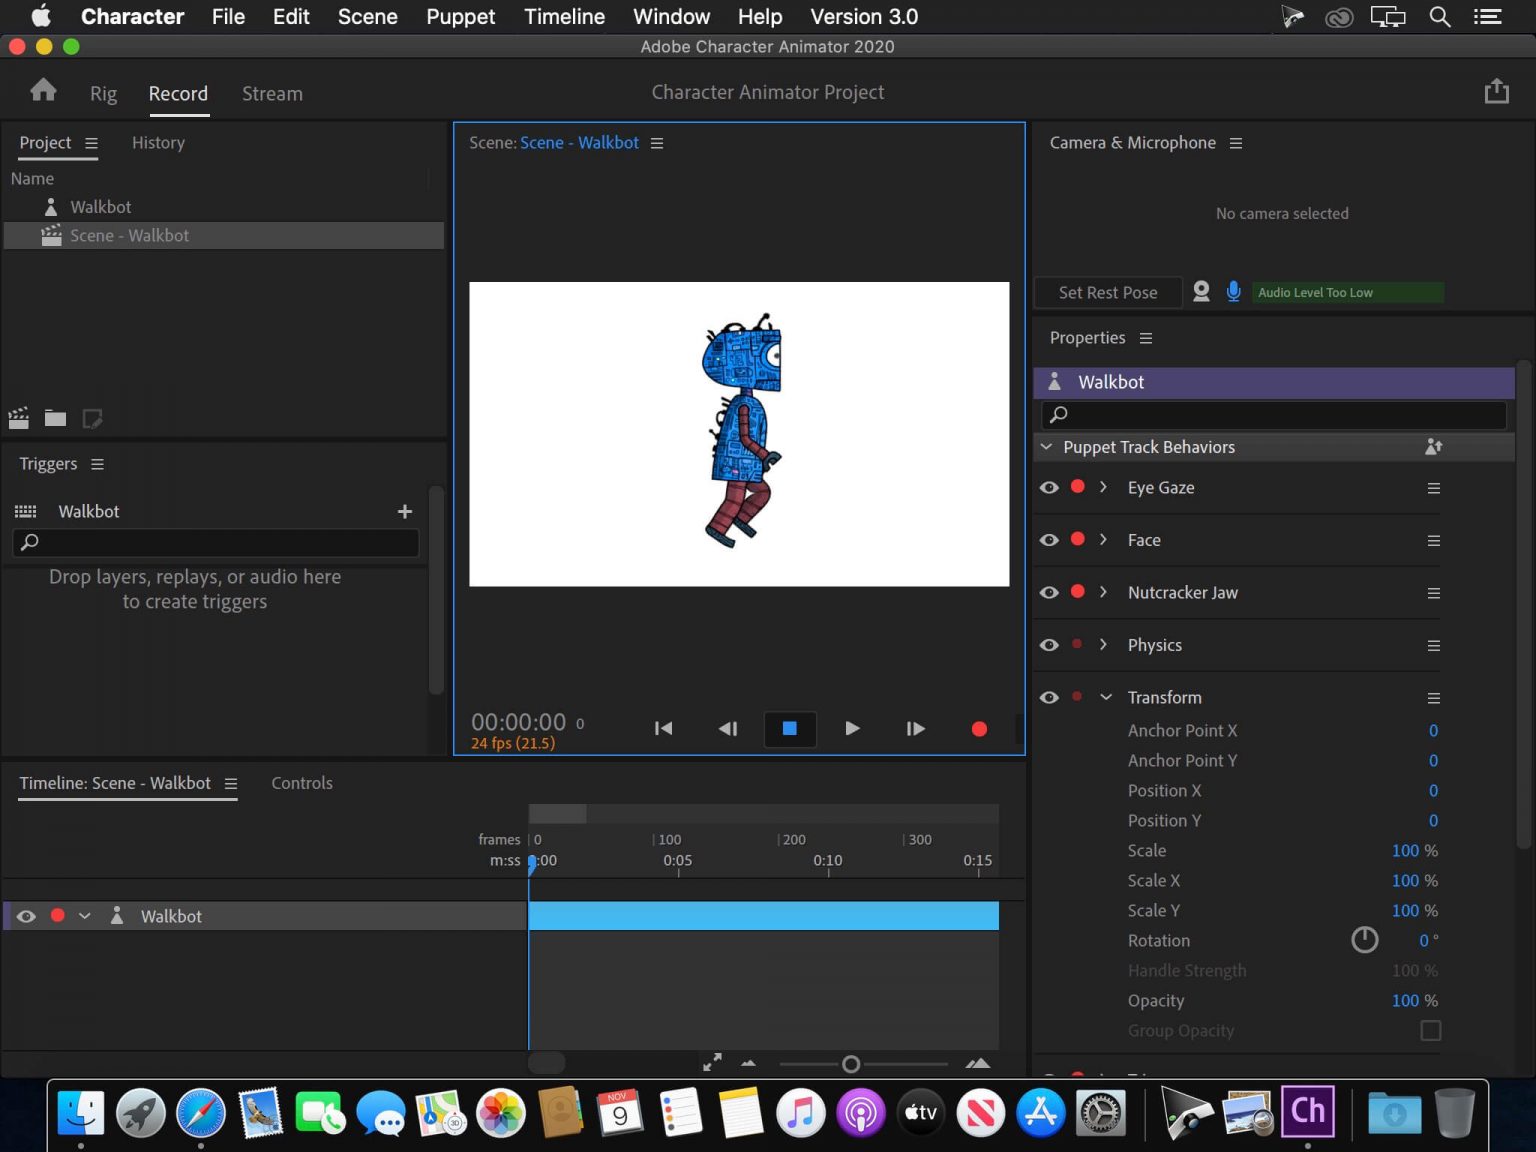 Character File Edit Scene Puppet Timeline Window Help Version 3.0
Adobe Character Animator 2020
Rig Record Stream
Character Animator Project
Project History
Name
Walkbot
Scene - Walkbot
Triggers
Walkbot
Drop layers, replays, or audio here
to create triggers
Scene: Scene - Walkbot
00:00:00 0
24 fps (21.5)
Camera & Microphone
No camera selected
Set Rest Pose
Audio Level Too Low
Properties
Walkbot
Puppet Track Behaviors
Eye Gaze
Face
Nutcracker Jaw
Physics
Transform
Anchor Point X 0
Anchor Point Y 0
Position X 0
Position Y 0
Scale 100 %
Scale X 100 %
Scale Y 100 %
Rotation 0 °
Handle Strength 100 %
Opacity 100 %
Group Opacity
Timeline: Scene - Walkbot Controls
frames 0 100 200 300
m:ss :00 0:05 0:10 0:15
Walkbot
NOV
9
3D
tv
Ch